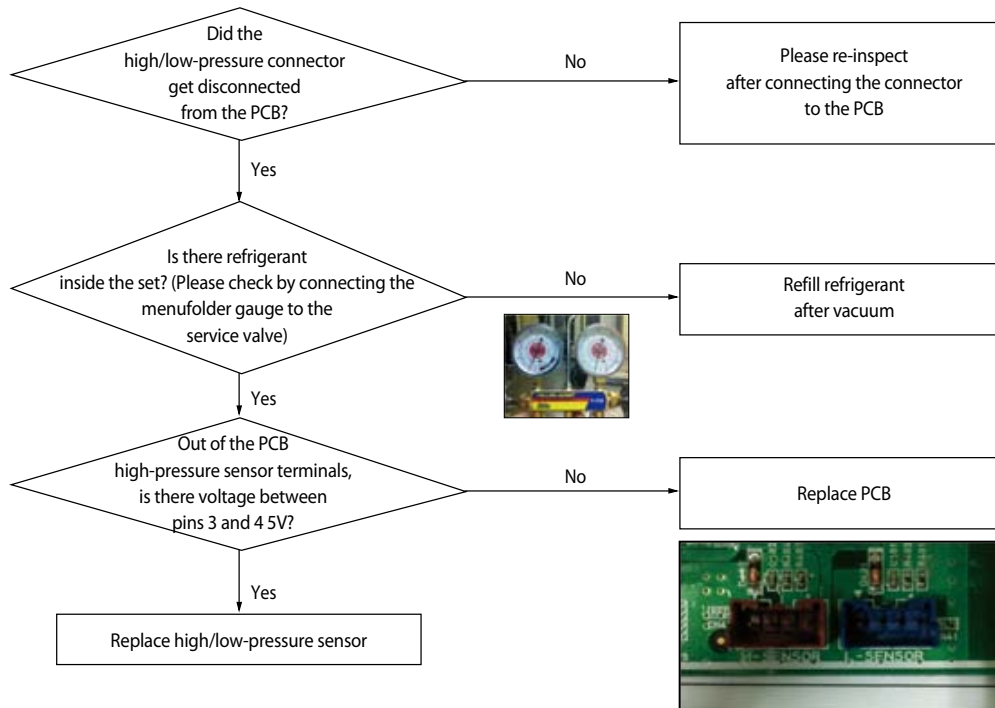 Did the
high/low-pressure connector
get disconnected
from the PCB?
No
Please re-inspect
after connecting the connector
to the PCB
Yes
Is there refrigerant
inside the set? (Please check by connecting the
menufolder gauge to the
service valve)
No
Refill refrigerant
after vacuum
Yes
Out of the PCB
high-pressure sensor terminals,
is there voltage between
pins 3 and 4 5V?
No
Replace PCB
Yes
Replace high/low-pressure sensor
H-SENSOR
L-SENSOR